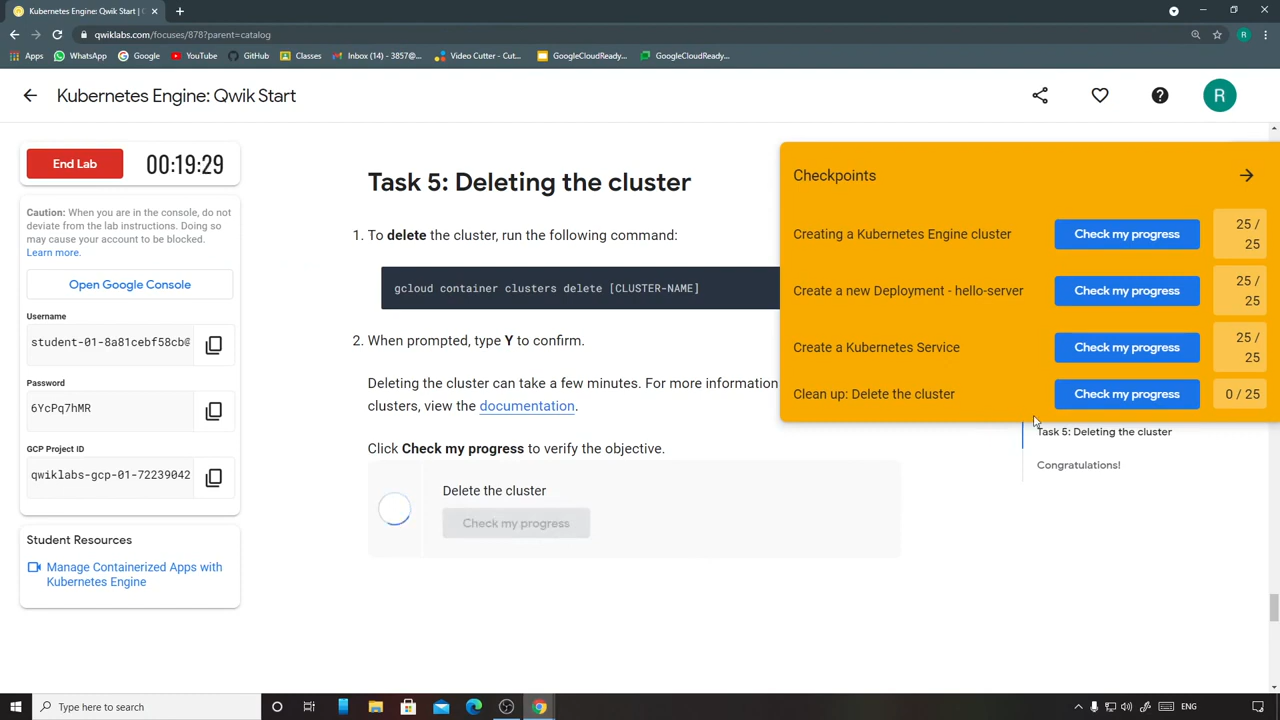 Kubernetes Engine: Qwik Start | (
qwiklabs.com/focuses/878?parent=catalog
R
Apps
WhatsApp
Google
YouTube
GitHub
Classes
Inbox (14) - 3857@...
Video Cutter - Cut...
GoogleCloudReady...
GoogleCloudReady...
Kubernetes Engine: Qwik Start
R
End Lab
00:19:29
Caution: When you are in the console, do not
deviate from the lab instructions. Doing so
may cause your account to be blocked.
Learn more.
Open Google Console
Username
student-01-8a81cebf58cb@
Password
6YcPq7hMR
GCP Project ID
qwiklabs-gcp-01-72239042
Student Resources
Manage Containerized Apps with
Kubernetes Engine
Task 5: Deleting the cluster
1. To delete the cluster, run the following command:
gcloud container clusters delete [CLUSTER-NAME]
2. When prompted, type Y to confirm.
Deleting the cluster can take a few minutes. For more information
clusters, view the documentation.
Click Check my progress to verify the objective.
Delete the cluster
Check my progress
Checkpoints
Creating a Kubernetes Engine cluster
Check my progress
25 /
25
Create a new Deployment - hello-server
Check my progress
25 /
25
Create a Kubernetes Service
Check my progress
25 /
25
Clean up: Delete the cluster
Check my progress
0 / 25
Task 5: Deleting the cluster
Congratulations!
Type here to search
ENG